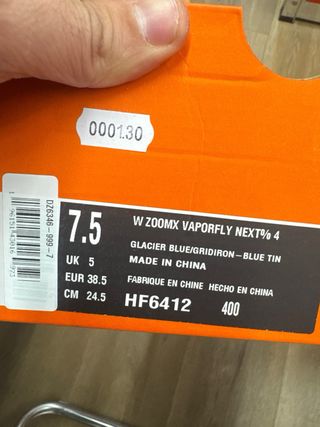 000130
DZ6346-999-7
7.5
W ZOOMX VAPORFLY NEXT% 4
GLACIER BLUE/GRIDIRON-BLUE TIN
UK 5
MADE IN CHINA
EUR 38.5
FABRIQUE EN CHINE HECHO EN CHINA
CM 24.5
HF6412 400